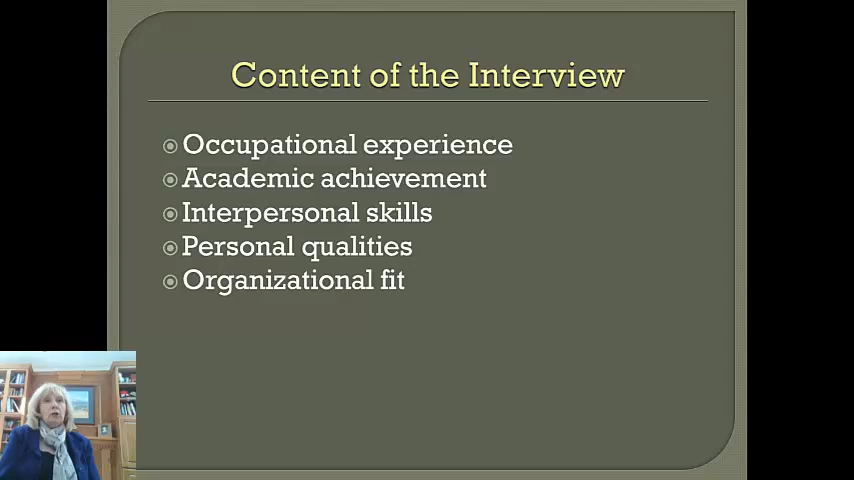 Content of the Interview
Occupational experience
Academic achievement
Interpersonal skills
Personal qualities
Organizational fit